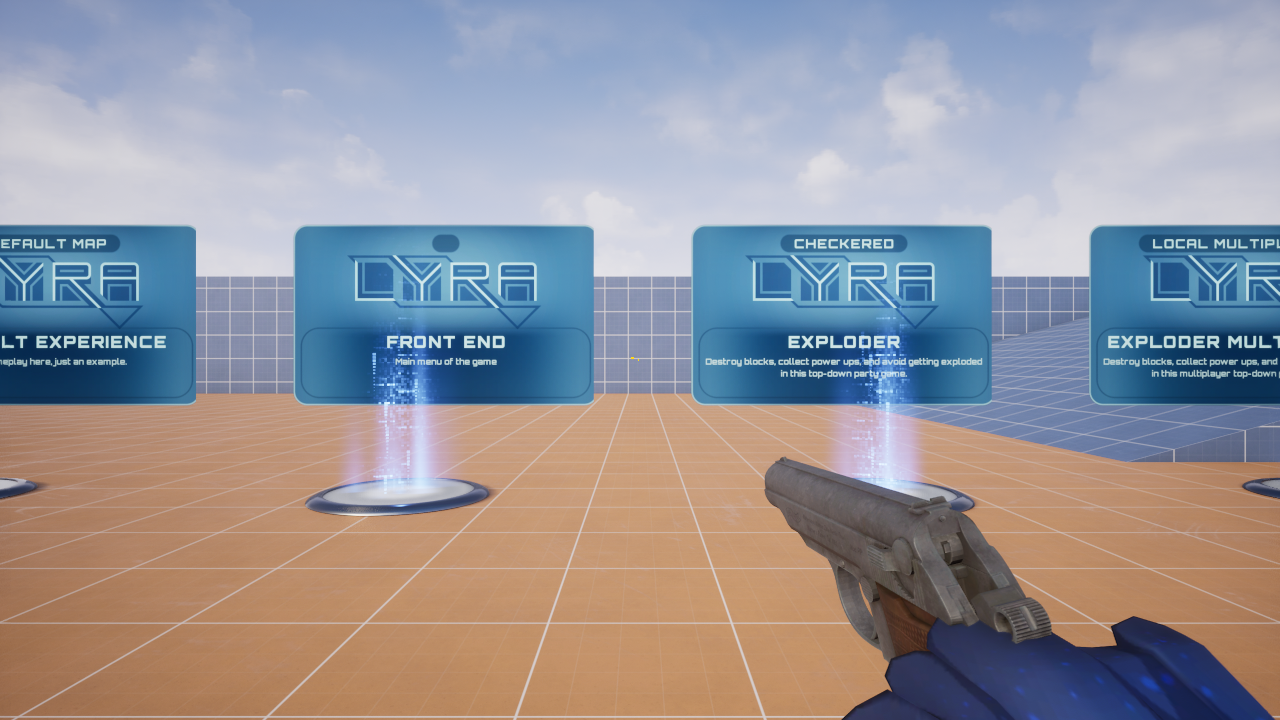 EFAULT MAP
LYRA
LT EXPERIENCE
meplay here, just an example.
LYRA
FRONT END
Main menu of the game
CHECKERED
LYRA
EXPLODER
Destroy blocks, collect power ups, and avoid getting exploded
in this top-down party game.
LOCAL MULTIPL
LYR
EXPLODER MULT
Destroy blocks, collect power ups, and
in this multiplayer top-down